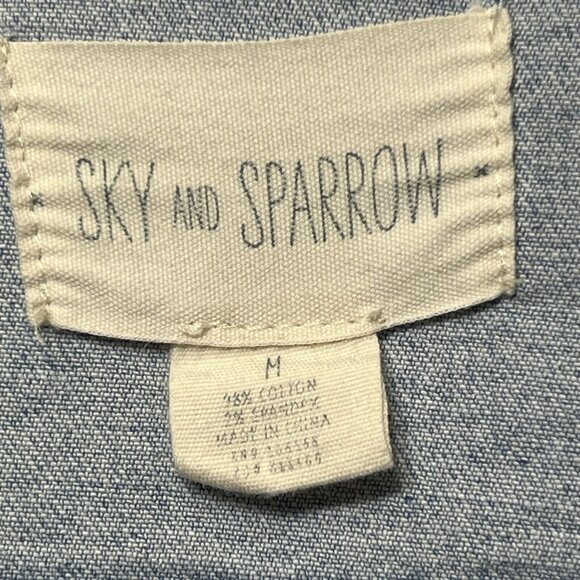 * SKY AND SPARROW *
M
98% COTTON
2% SPANDEX
MADE IN CHINA